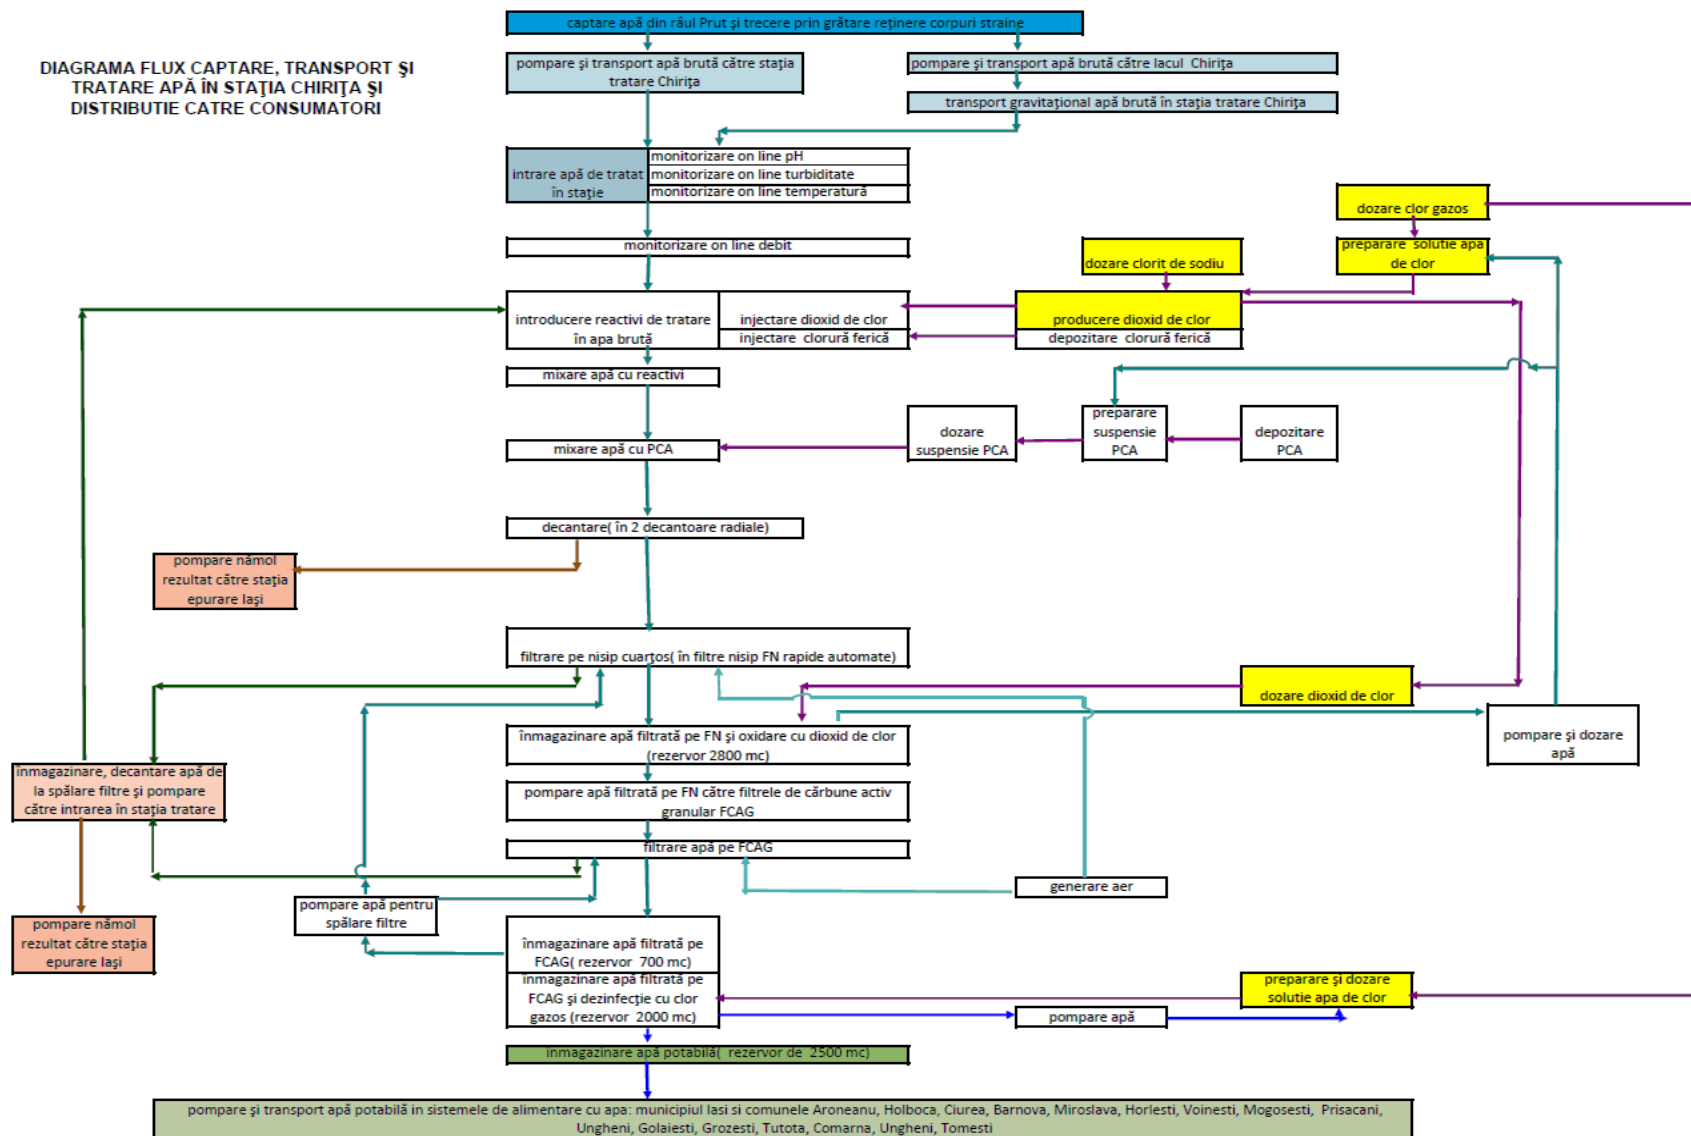 captare apă din râul Prut şi trecere prin grătare reţinere corpuri straine
DIAGRAMA FLUX CAPTARE, TRANSPORT ŞI
TRATARE APĂ ÎN STAŢIA CHIRIŢA ŞI
DISTRIBUTIE CATRE CONSUMATORI
pompare şi transport apă brută către staţia
tratare Chiriţa
pompare şi transport apă brută către lacul Chiriţa
transport gravitaţional apă brută în staţia tratare Chiriţa
intrare apă de tratat
în staţie
monitorizare on line pH
monitorizare on line turbiditate
monitorizare on line temperatură
dozare clor gazos
monitorizare on line debit
dozare clorit de sodiu
preparare solutie apa
de clor
introducere reactivi de tratare
în apa brută
injectare dioxid de clor
injectare clorură ferică
producere dioxid de clor
depozitare clorură ferică
mixare apă cu reactivi
mixare apă cu PCA
dozare
suspensie PCA
preparare
suspensie
PCA
depozitare
PCA
decantare( în 2 decantoare radiale)
pompare nămol
rezultat către staţia
epurare Iaşi
filtrare pe nisip cuarţos( în filtre nisip FN rapide automate)
dozare dioxid de clor
înmagazinare apă filtrată pe FN şi oxidare cu dioxid de clor
(rezervor 2800 mc)
pompare şi dozare
apă
înmagazinare, decantare apă de
la spălare filtre şi pompare
către intrarea în staţia tratare
pompare apă filtrată pe FN către filtrele de cărbune activ
granular FCAG
filtrare apă pe FCAG
generare aer
pompare apă pentru
spălare filtre
pompare nămol
rezultat către staţia
epurare Iaşi
înmagazinare apă filtrată pe
FCAG( rezervor 700 mc)
înmagazinare apă filtrată pe
FCAG şi dezinfecţie cu clor
gazos (rezervor 2000 mc)
preparare şi dozare
solutie apa de clor
pompare apă
înmagazinare apă potabilă( rezervor de 2500 mc)
pompare şi transport apă potabilă in sistemele de alimentare cu apa: municipiul Iasi si comunele Aroneanu, Holboca, Ciurea, Barnova, Miroslava, Horlesti, Voinesti, Mogosesti, Prisacani,
Ungheni, Golaiesti, Grozesti, Tutota, Comarna, Ungheni, Tomesti